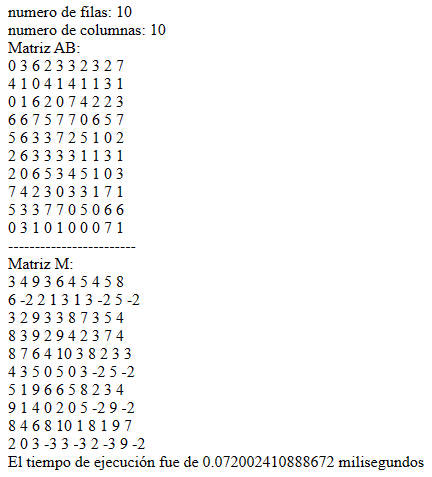 numero de filas: 10
numero de columnas: 10
Matriz AB:
0 3 6 2 3 3 2 3 2 7
4 1 0 4 1 4 1 1 3 1
0 1 6 2 0 7 4 2 2 3
6 6 7 5 7 7 0 6 5 7
5 6 3 3 7 2 5 1 0 2
2 6 3 3 3 3 1 1 3 1
2 0 6 5 3 4 5 1 0 3
7 4 2 3 0 3 3 1 7 1
5 3 3 7 7 0 5 0 6 6
0 3 1 0 1 0 0 0 7 1
------------------------
Matriz M:
3 4 9 3 6 4 5 4 5 8
6 -2 2 1 3 1 3 -2 5 -2
3 2 9 3 3 8 7 3 5 4
8 3 9 2 9 4 2 3 7 4
8 7 6 4 10 3 8 2 3 3
4 3 5 0 5 0 3 -2 5 -2
5 1 9 6 6 5 8 2 3 4
9 1 4 0 2 0 5 -2 9 -2
8 4 6 8 10 1 8 1 9 7
2 0 3 -3 3 -3 2 -3 9 -2
El tiempo de ejecución fue de 0.072002410888672 milisegundos